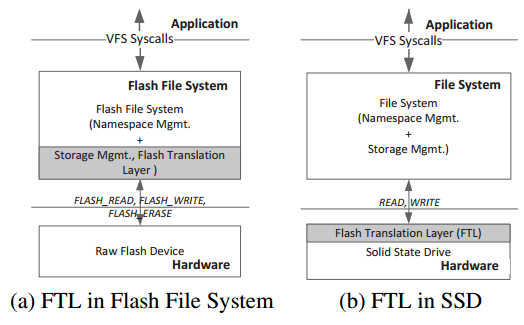 Application
VFS Syscalls
Flash File System
Flash File System
(Namespace Mgmt.
+
Storage Mgmt., Flash Translation
Layer )
FLASH_READ, FLASH_WRITE,
FLASH_ERASE
Raw Flash Device
Hardware
(a) FTL in Flash File System
Application
VFS Syscalls
File System
File System
(Namespace Mgmt.
+
Storage Mgmt.)
READ, WRITE
Flash Translation Layer (FTL)
Solid State Drive
Hardware
(b) FTL in SSD